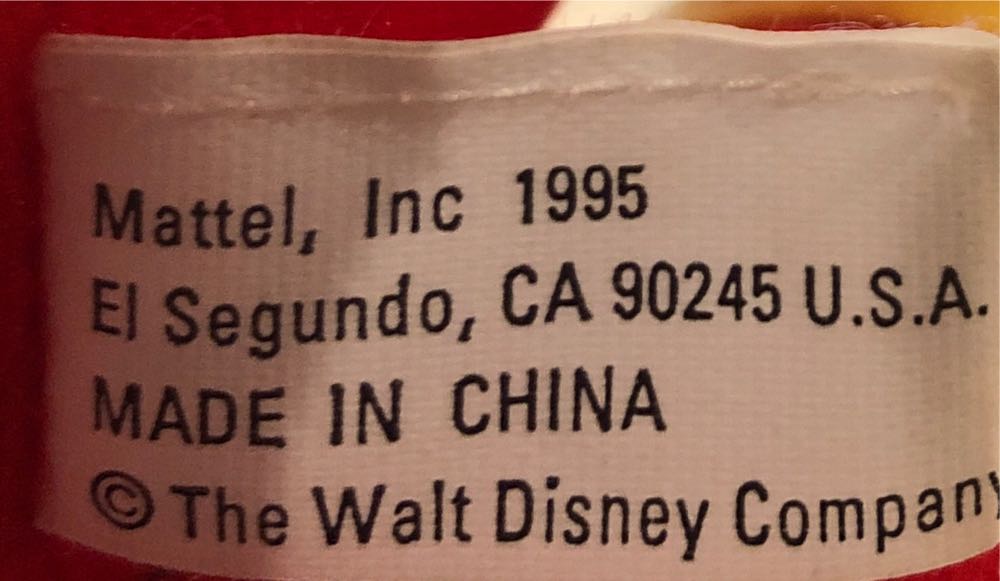 Mattel, Inc 1995
El Segundo, CA 90245 U.S.A.
MADE IN CHINA
© The Walt Disney Company